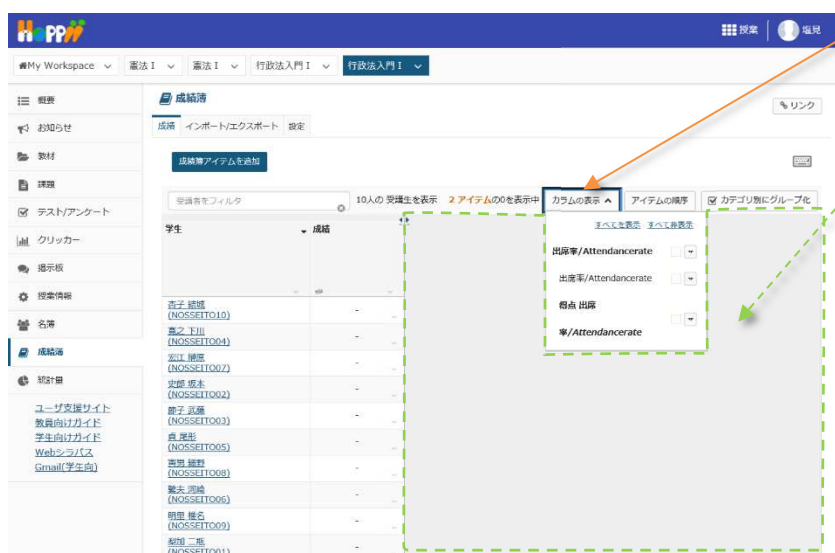 HoPPii
授業
塩見
My Workspace
憲法 I
憲法 I
行政法入門 I
行政法入門 I
概要
お知らせ
教材
課題
テスト/アンケート
クリッカー
掲示板
授業情報
名簿
成績簿
統計量
ユーザ支援サイト
教員向けガイド
学生向けガイド
Webシラバス
Gmail(学生向)
成績簿
リンク
成績 インポート/エクスポート 設定
成績簿アイテムを追加
受講者をフィルタ
10人の 受講生を表示 2 アイテムの0を表示中
カラムの表示
アイテムの順序
カテゴリ別にグループ化
すべてを表示 すべて非表示
出席率/Attendancerate
出席率/Attendancerate
得点 出席
率/Attendancerate
学生
成績
杏子 結城
(NOSSEITO10)
-
寛之 下川
(NOSSEITO04)
-
宏江 榊原
(NOSSEITO07)
-
史郎 坂本
(NOSSEITO02)
-
節子 武藤
(NOSSEITO03)
-
貞 尾形
(NOSSEITO05)
-
細野
(NOSSEITO08)
-
河崎
(NOSSEITO06)
-
明里 椎名
(NOSSEITO09)
-
梨加 二瓶
(NOSSEITO01)
-